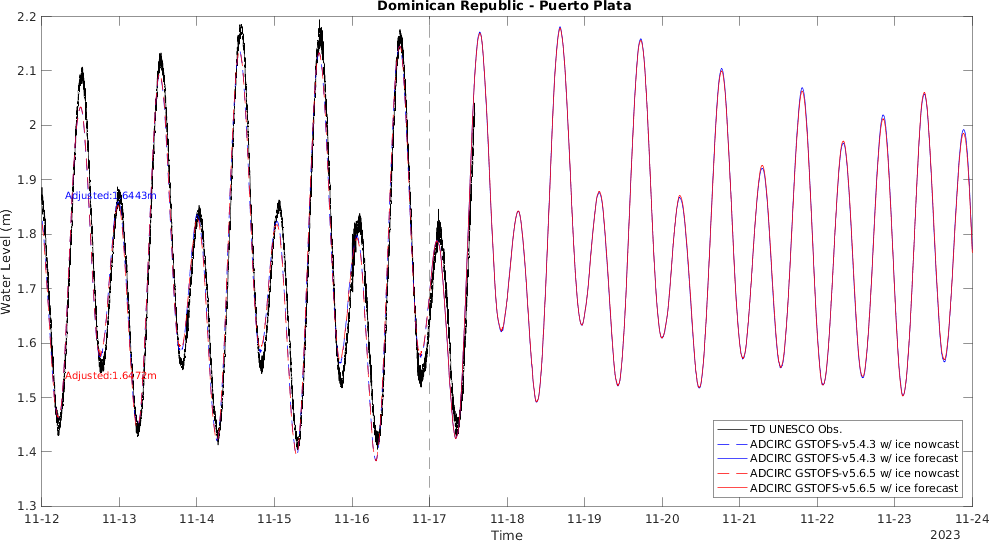 Dominican Republic - Puerto Plata
2.2
2.1
2
1.9
1.8
1.7
1.6
1.5
1.4
1.3
Water Level (m)
Adjusted:1.6443m
Adjusted:1.6472m
TD UNESCO Obs.
ADCIRC GSTOFS-v5.4.3 w/ ice nowcast
ADCIRC GSTOFS-v5.4.3 w/ ice forecast
ADCIRC GSTOFS-v5.6.5 w/ ice nowcast
ADCIRC GSTOFS-v5.6.5 w/ ice forecast
11-12 11-13 11-14 11-15 11-16 11-17 11-18 11-19 11-20 11-21 11-22 11-23 11-24
Time
2023